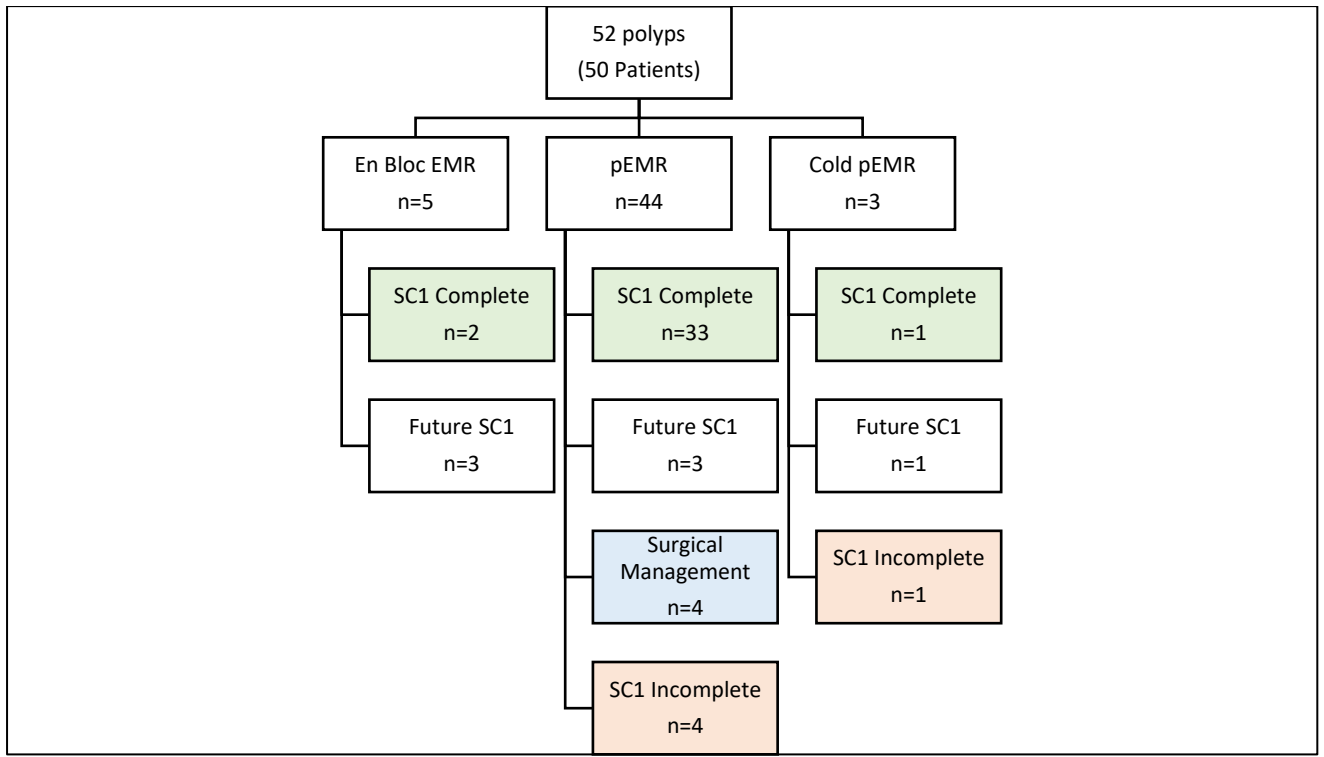 52 polyps
(50 Patients)
En Bloc EMR
n=5
pEMR
n=44
Cold pEMR
n=3
SC1 Complete
n=2
SC1 Complete
n=33
SC1 Complete
n=1
Future SC1
n=3
Future SC1
n=3
Future SC1
n=1
Surgical
Management
n=4
SC1 Incomplete
n=1
SC1 Incomplete
n=4